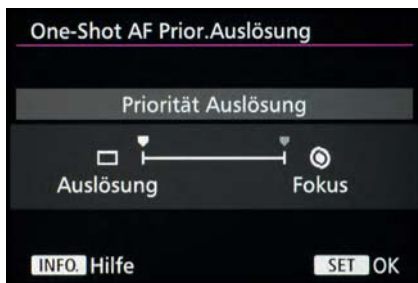 One-Shot AF Prior.Auslösung
Priorität Auslösung
Auslösung Fokus
INFO. Hilfe SET OK